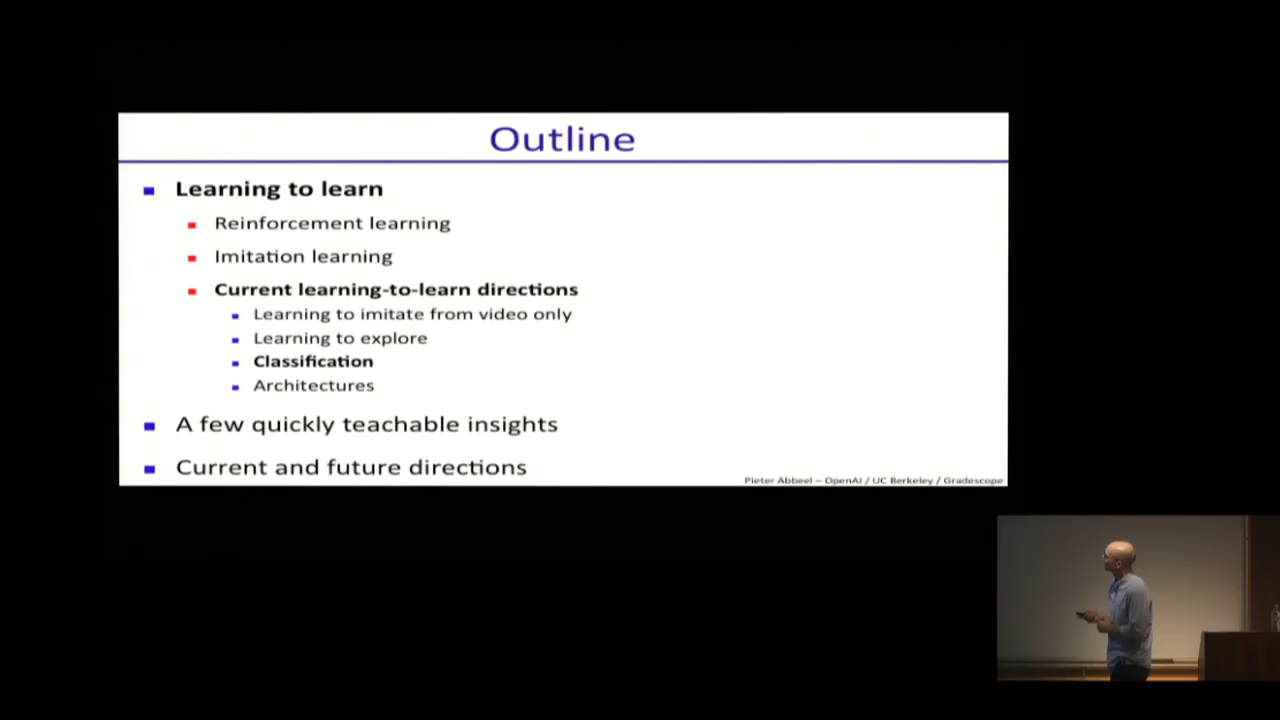 Outline
Learning to learn
Reinforcement learning
Imitation learning
Current learning-to-learn directions
Learning to imitate from video only
Learning to explore
Classification
Architectures
A few quickly teachable insights
Current and future directions
Pieter Abbeel – OpenAI / UC Berkeley / Gradescope